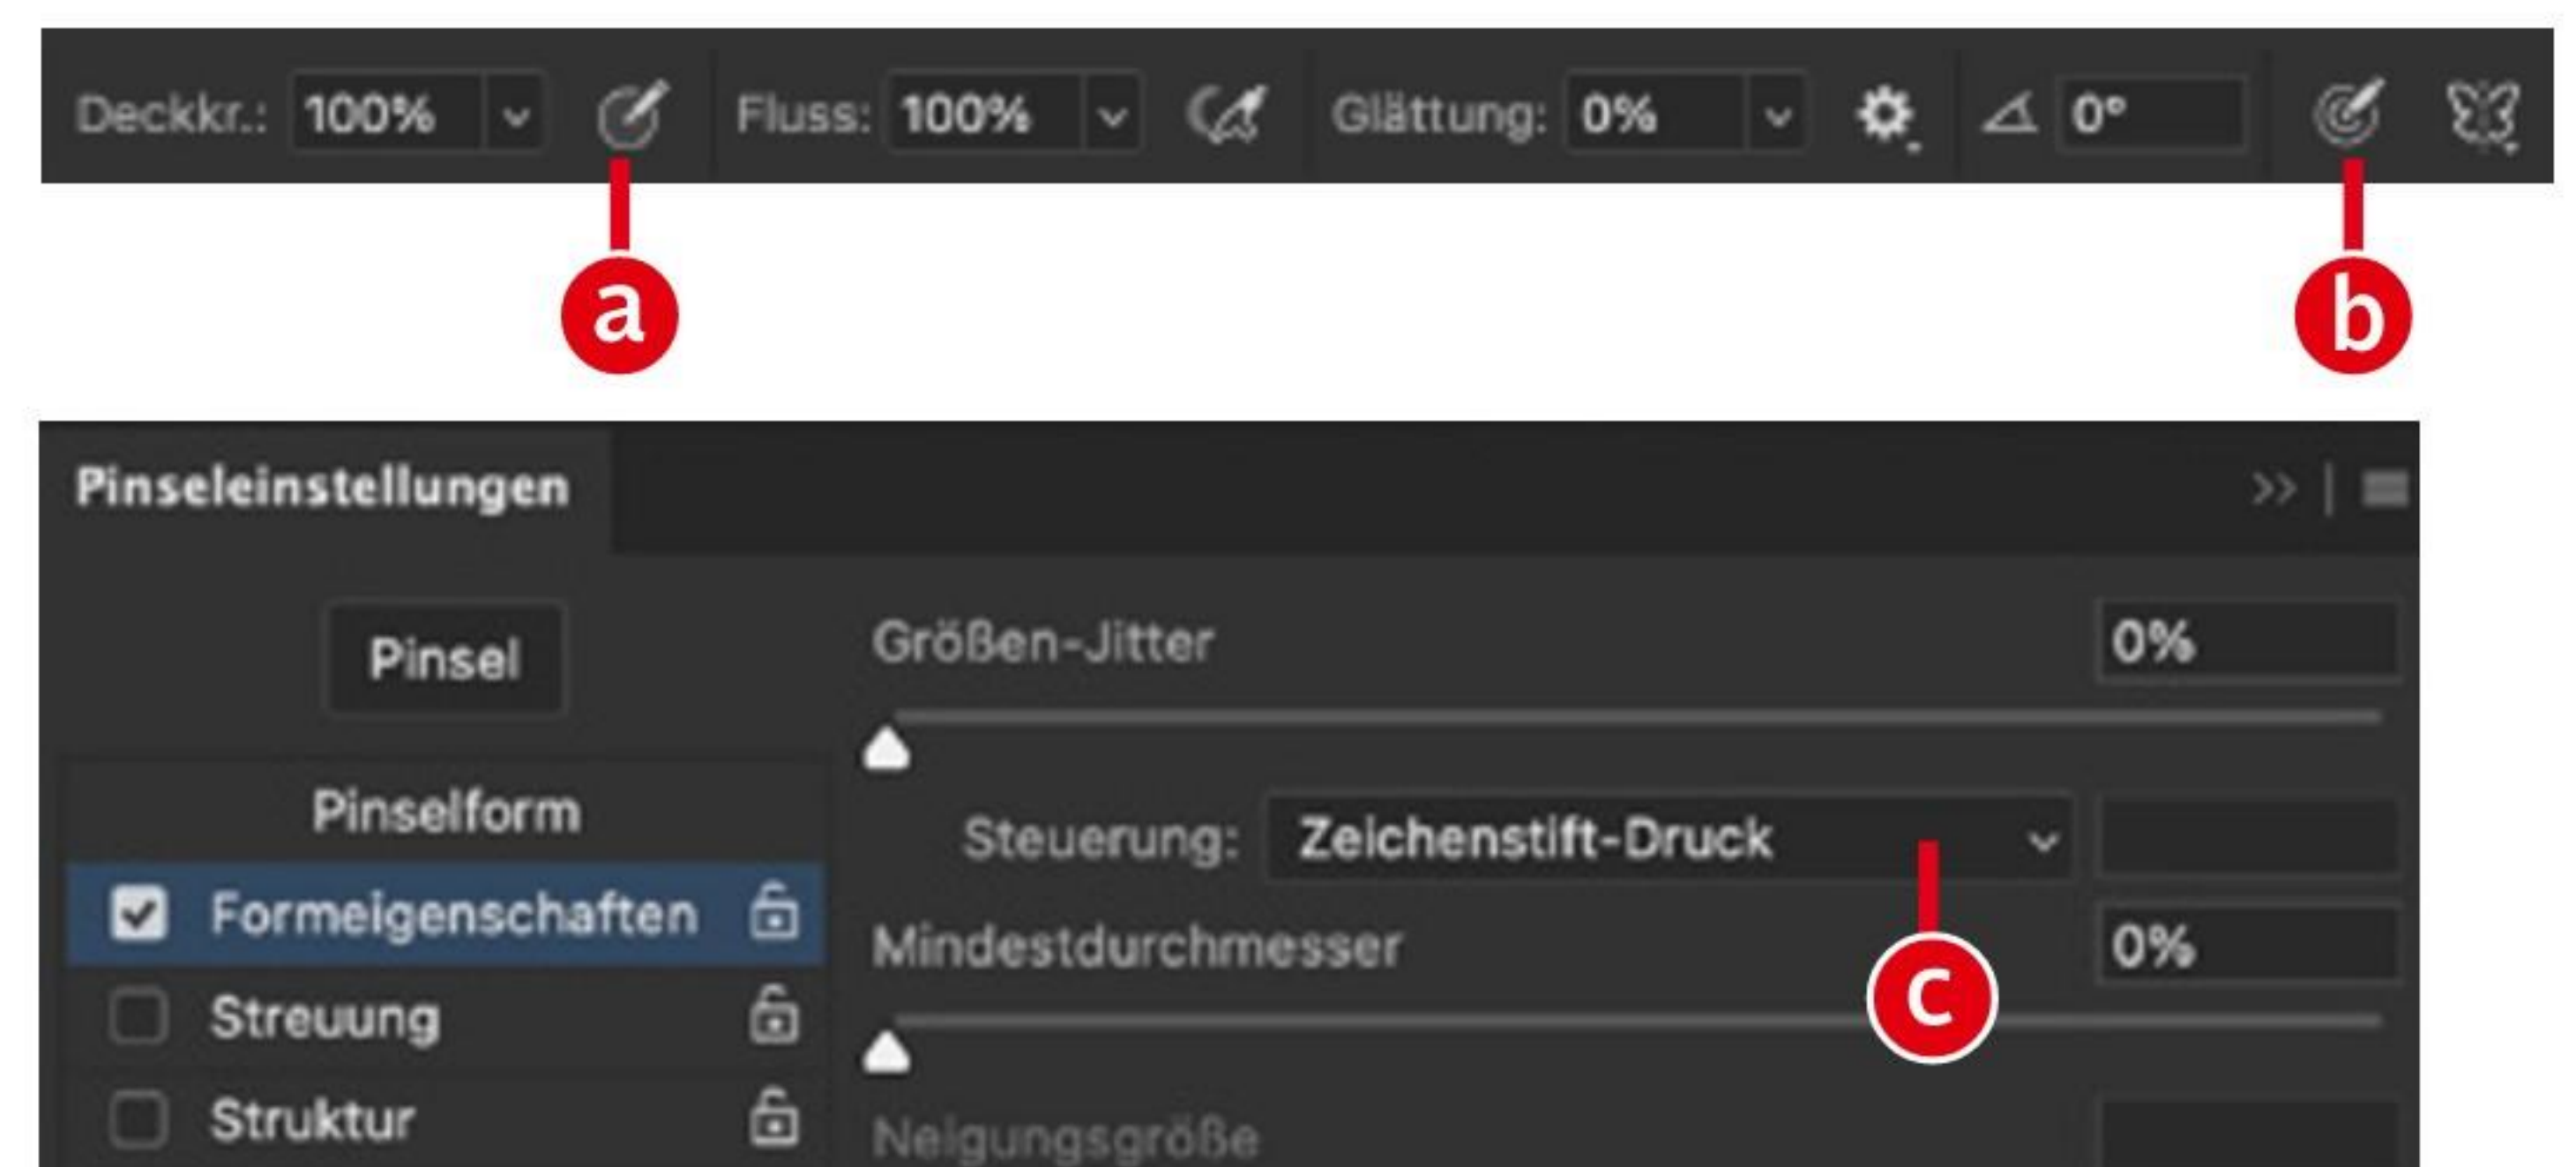 Deckkr.: 100% Fluss: 100% Glättung: 0% 0°
a b
Pinseleinstellungen
Pinsel
Größen-Jitter 0%
Pinselform
Steuerung: Zeichenstift-Druck
Formeigenschaften
Mindestdurchmesser 0%
c
Streuung
Struktur
Neigungsgröße